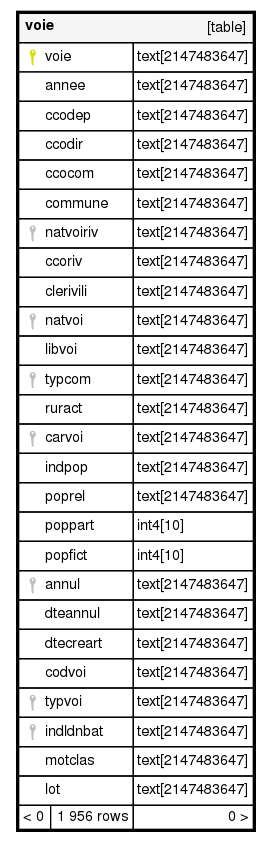 voie [table]
voie text[2147483647]
annee text[2147483647]
ccodep text[2147483647]
ccodir text[2147483647]
ccocom text[2147483647]
commune text[2147483647]
natvoiriv text[2147483647]
ccoriv text[2147483647]
clerivili text[2147483647]
natvoi text[2147483647]
libvoi text[2147483647]
typcom text[2147483647]
ruract text[2147483647]
carvoi text[2147483647]
indpop text[2147483647]
poprel text[2147483647]
poppart int4[10]
popfict int4[10]
annul text[2147483647]
dteannul text[2147483647]
dtecreart text[2147483647]
codvoi text[2147483647]
typvoi text[2147483647]
indldnbat text[2147483647]
motclas text[2147483647]
lot text[2147483647]
< 0 1 956 rows 0 >